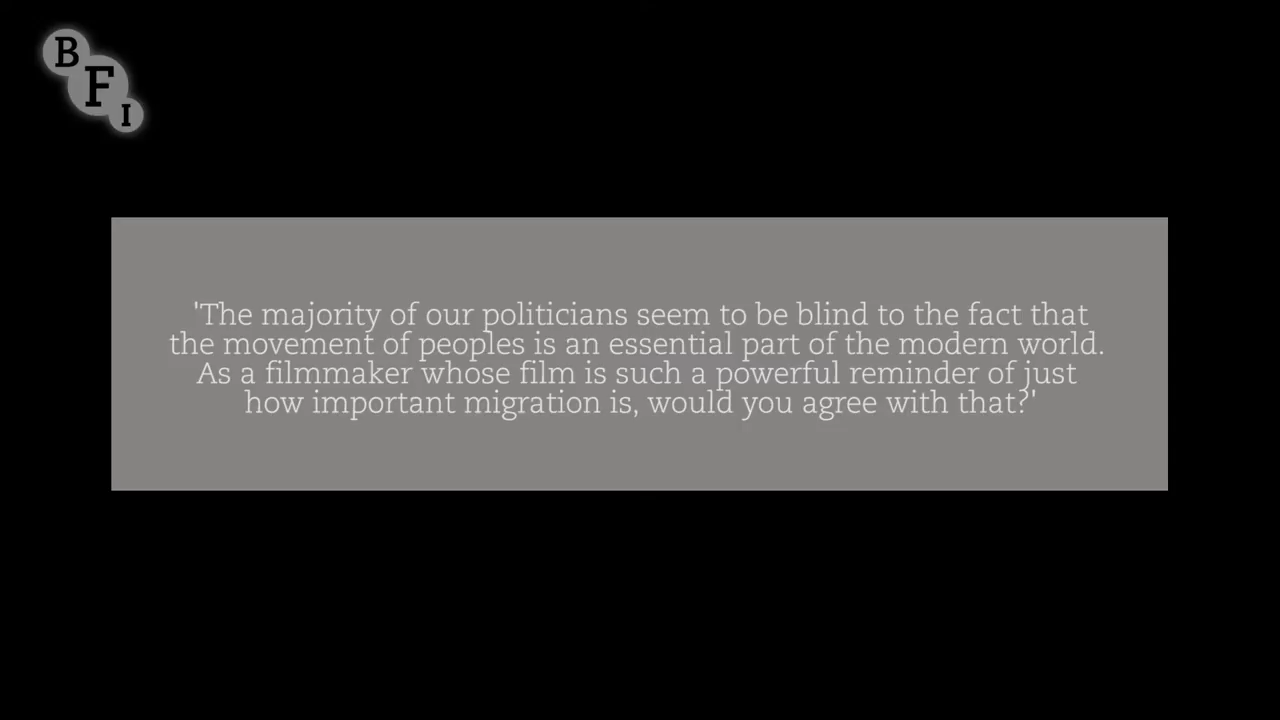 BFI
'The majority of our politicians seem to be blind to the fact that
the movement of peoples is an essential part of the modern world.
As a filmmaker whose film is such a powerful reminder of just
how important migration is, would you agree with that?'